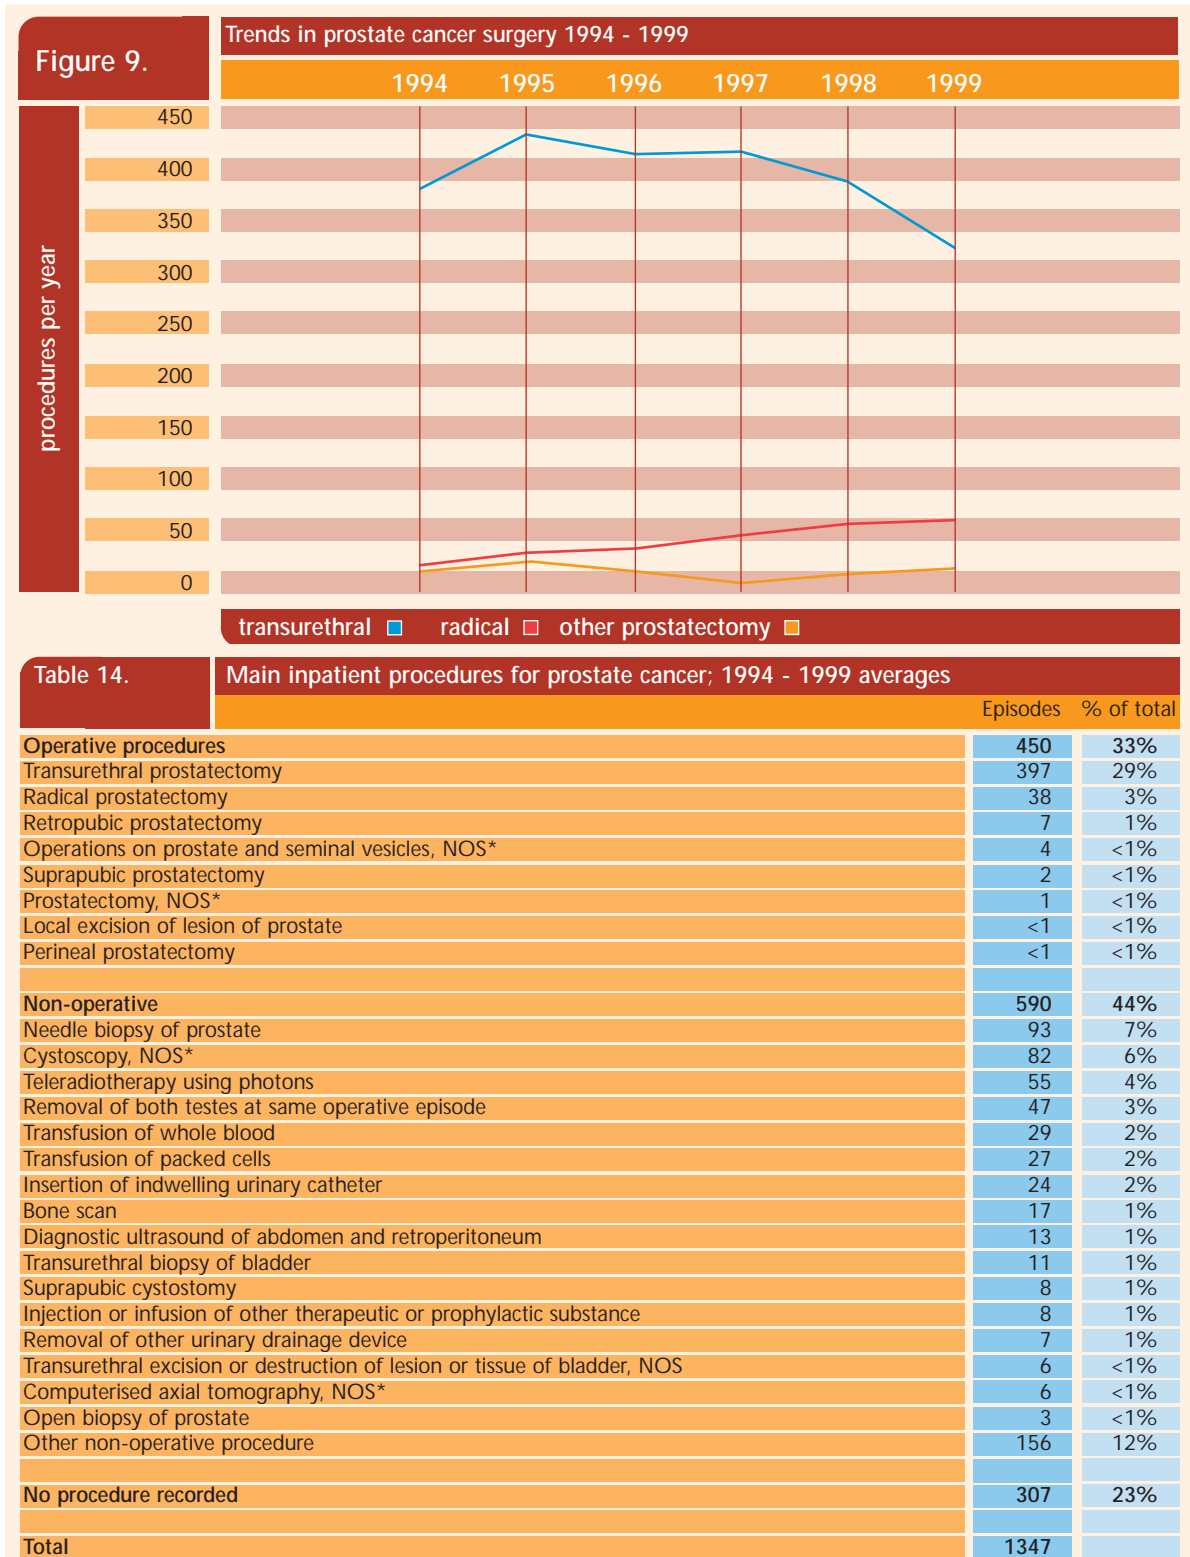 Figure 9.
Trends in prostate cancer surgery 1994 - 1999
1994 1995 1996 1997 1998 1999
procedures per year
450
400
350
300
250
200
150
100
50
0
transurethral radical other prostatectomy
Table 14.
Main inpatient procedures for prostate cancer; 1994 - 1999 averages
Episodes % of total
Operative procedures 450 33%
Transurethral prostatectomy 397 29%
Radical prostatectomy 38 3%
Retropubic prostatectomy 7 1%
Operations on prostate and seminal vesicles, NOS* 4 <1%
Suprapubic prostatectomy 2 <1%
Prostatectomy, NOS* 1 <1%
Local excision of lesion of prostate <1 <1%
Perineal prostatectomy <1 <1%
Non-operative 590 44%
Needle biopsy of prostate 93 7%
Cystoscopy, NOS* 82 6%
Teleradiotherapy using photons 55 4%
Removal of both testes at same operative episode 47 3%
Transfusion of whole blood 29 2%
Transfusion of packed cells 27 2%
Insertion of indwelling urinary catheter 24 2%
Bone scan 17 1%
Diagnostic ultrasound of abdomen and retroperitoneum 13 1%
Transurethral biopsy of bladder 11 1%
Suprapubic cystostomy 8 1%
Injection or infusion of other therapeutic or prophylactic substance 8 1%
Removal of other urinary drainage device 7 1%
Transurethral excision or destruction of lesion or tissue of bladder, NOS 6 <1%
Computerised axial tomography, NOS* 6 <1%
Open biopsy of prostate 3 <1%
Other non-operative procedure 156 12%
No procedure recorded 307 23%
Total 1347